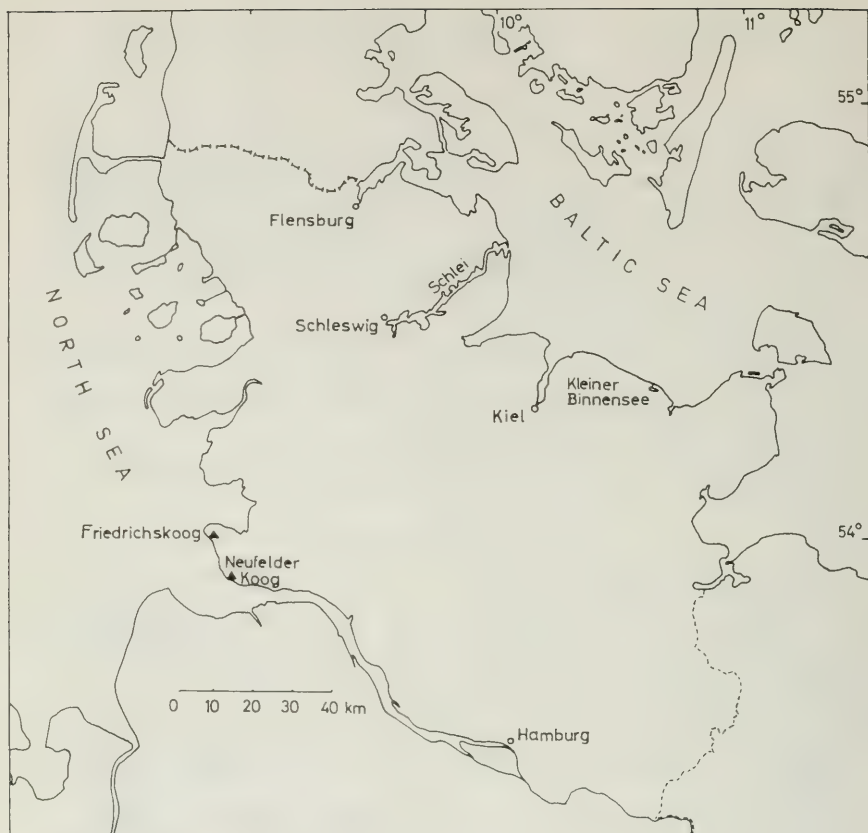 10°
11°
55°
Flensburg
BALTIC SEA
Schlei
NORTH SEA
Schleswig
Kleiner
Binnensee
Kiel
Friedrichskoog
54°
Neufelder
Koog
0 10 20 30 40 km
Hamburg